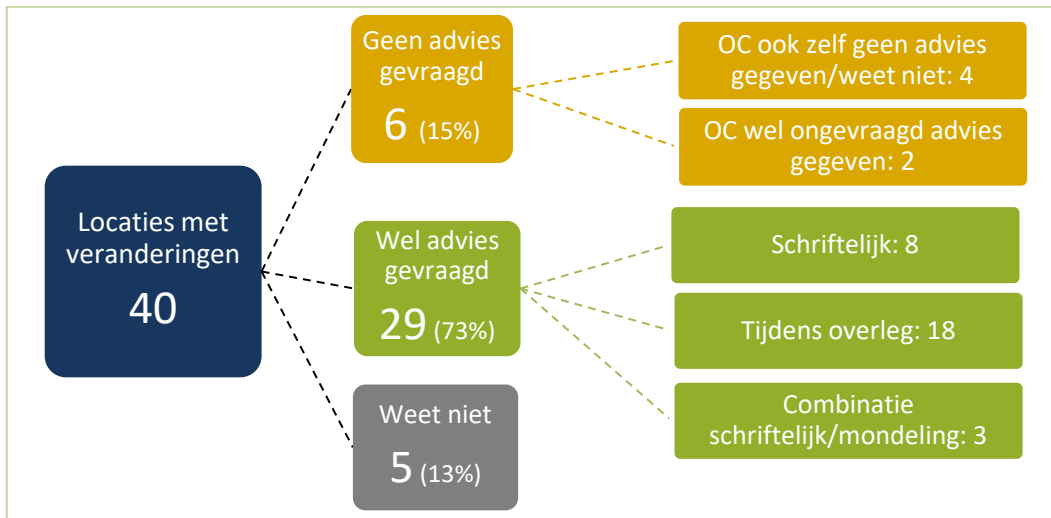 Locaties met
veranderingen
40
Geen advies
gevraagd
6 (15%)
OC ook zelf geen advies
gegeven/weet niet: 4
OC wel ongevraagd advies
gegeven: 2
Wel advies
gevraagd
29 (73%)
Schriftelijk: 8
Tijdens overleg: 18
Combinatie
schriftelijk/mondeling: 3
Weet niet
5 (13%)